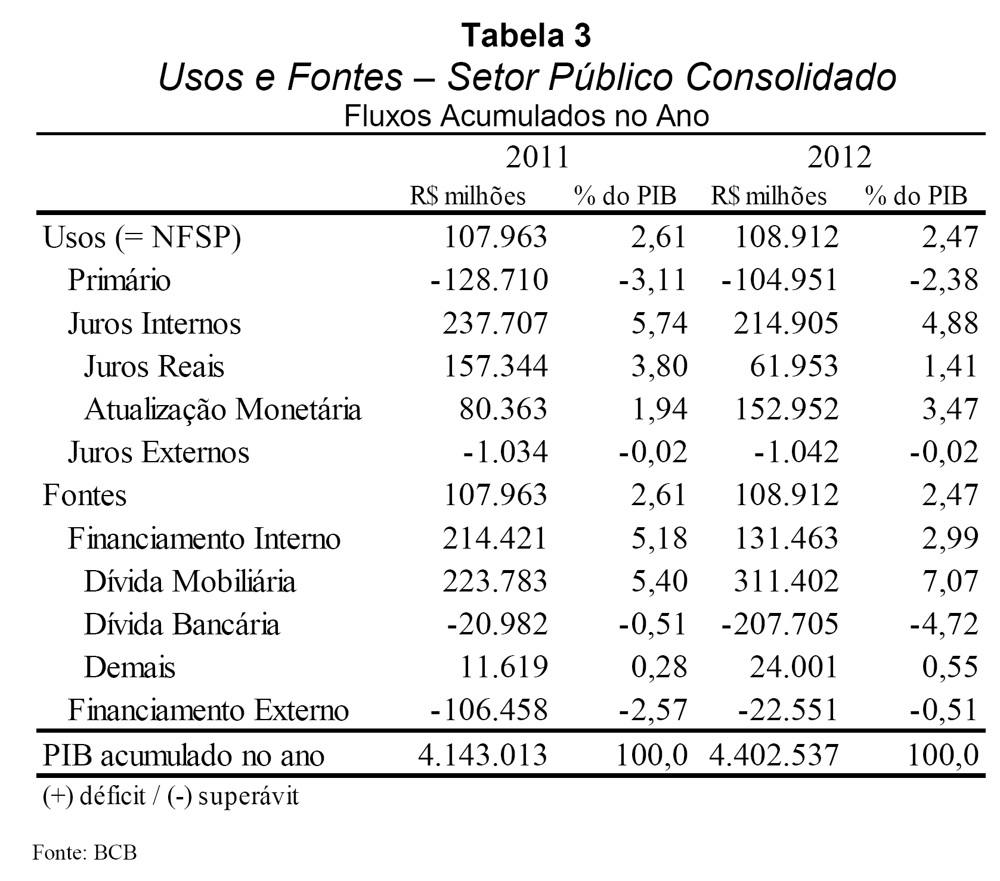 Tabela 3
Usos e Fontes – Setor Público Consolidado
Fluxos Acumulados no Ano
2011 2012
R$ milhões % do PIB R$ milhões % do PIB
Usos (= NFSP) 107.963 2,61 108.912 2,47
Primário -128.710 -3,11 -104.951 -2,38
Juros Internos 237.707 5,74 214.905 4,88
Juros Reais 157.344 3,80 61.953 1,41
Atualização Monetária 80.363 1,94 152.952 3,47
Juros Externos -1.034 -0,02 -1.042 -0,02
Fontes 107.963 2,61 108.912 2,47
Financiamento Interno 214.421 5,18 131.463 2,99
Dívida Mobiliária 223.783 5,40 311.402 7,07
Dívida Bancária -20.982 -0,51 -207.705 -4,72
Demais 11.619 0,28 24.001 0,55
Financiamento Externo -106.458 -2,57 -22.551 -0,51
PIB acumulado no ano 4.143.013 100,0 4.402.537 100,0
(+) déficit / (-) superávit
Fonte: BCB